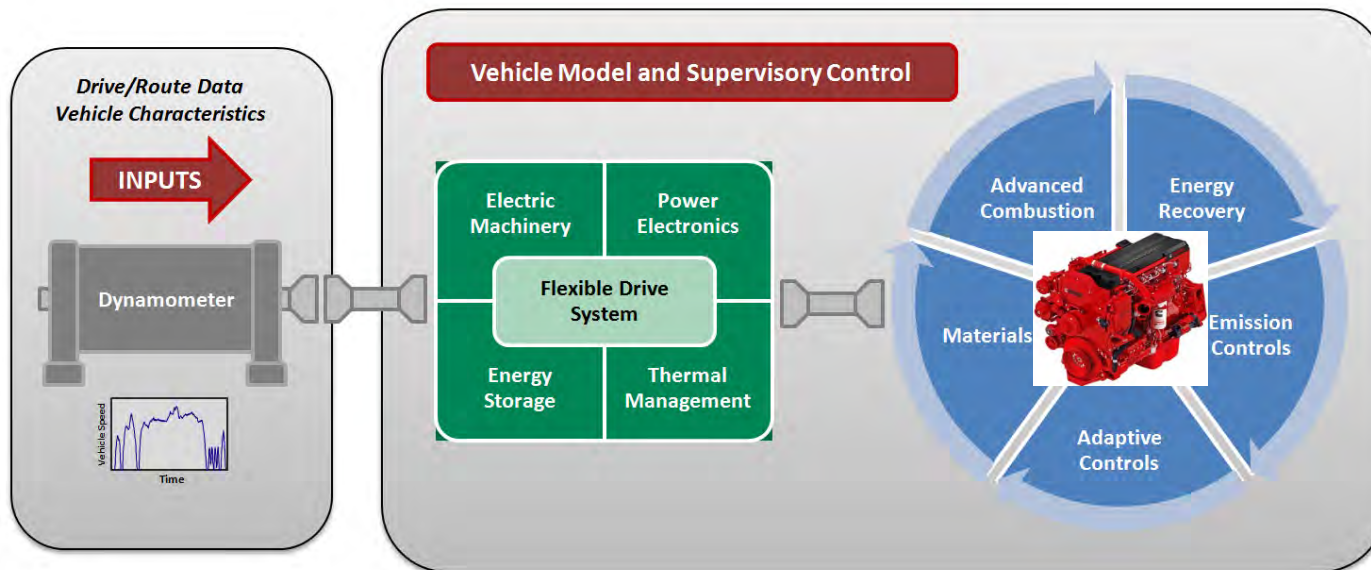 Drive/Route Data
Vehicle Characteristics
INPUTS
Dynamometer
Vehicle Speed
Time
Vehicle Model and Supervisory Control
Electric
Machinery
Power
Electronics
Flexible Drive
System
Energy
Storage
Thermal
Management
Advanced
Combustion
Energy
Recovery
Materials
Emission
Controls
Adaptive
Controls